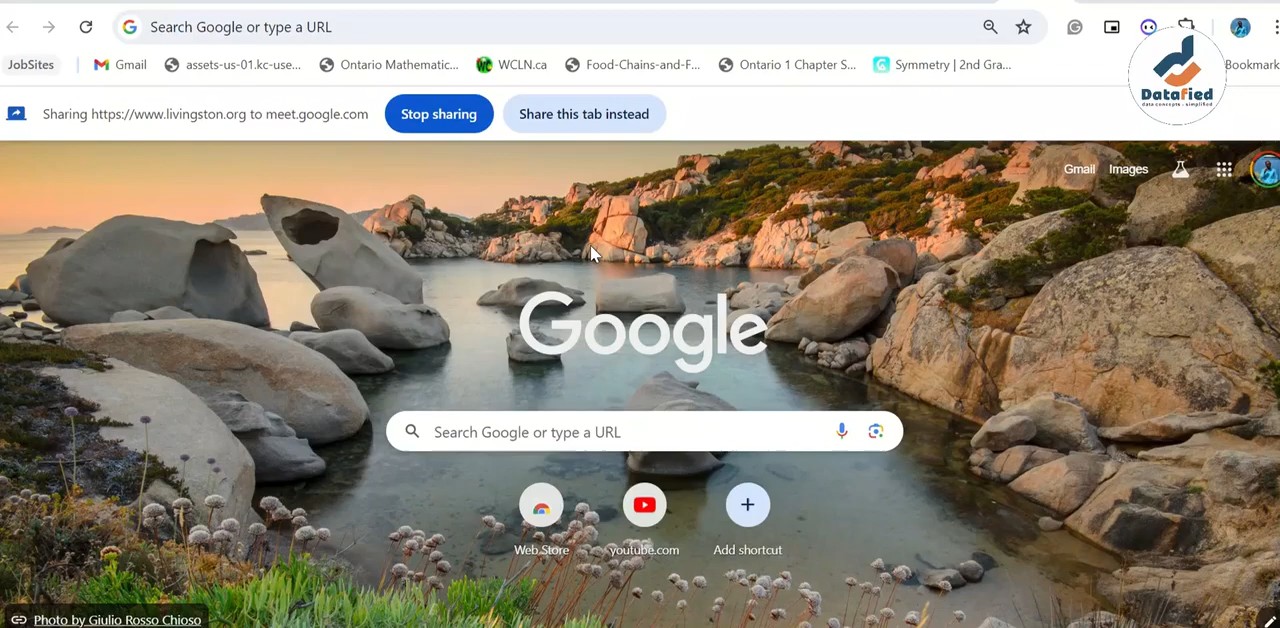 Search Google or type a URL
JobSites
Gmail
assets-us-01.kc-use...
Ontario Mathematic...
WCLN.ca
Food-Chains-and-F...
Ontario 1 Chapter S...
Symmetry | 2nd Gra...
Bookmark
Datafied
data concepts - simplified
Sharing https://www.livingston.org to meet.google.com
Stop sharing
Share this tab instead
Gmail
Images
Google
Search Google or type a URL
Web Store
youtube.com
Add shortcut
Photo by Giulio Rosso Chioso